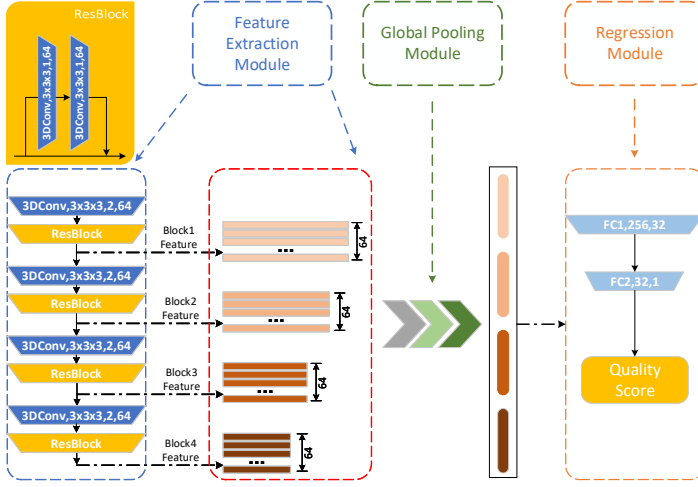 ResBlock
3DConv,3x3x3,1,64
3DConv,3x3x3,1,64
Feature
Extraction
Module
Global Pooling
Module
Regression
Module
3DConv,3x3x3,2,64
ResBlock
Block1
Feature
...
64
3DConv,3x3x3,2,64
ResBlock
Block2
Feature
...
64
3DConv,3x3x3,2,64
ResBlock
Block3
Feature
...
64
3DConv,3x3x3,2,64
ResBlock
Block4
Feature
...
64
FC1,256,32
FC2,32,1
Quality
Score